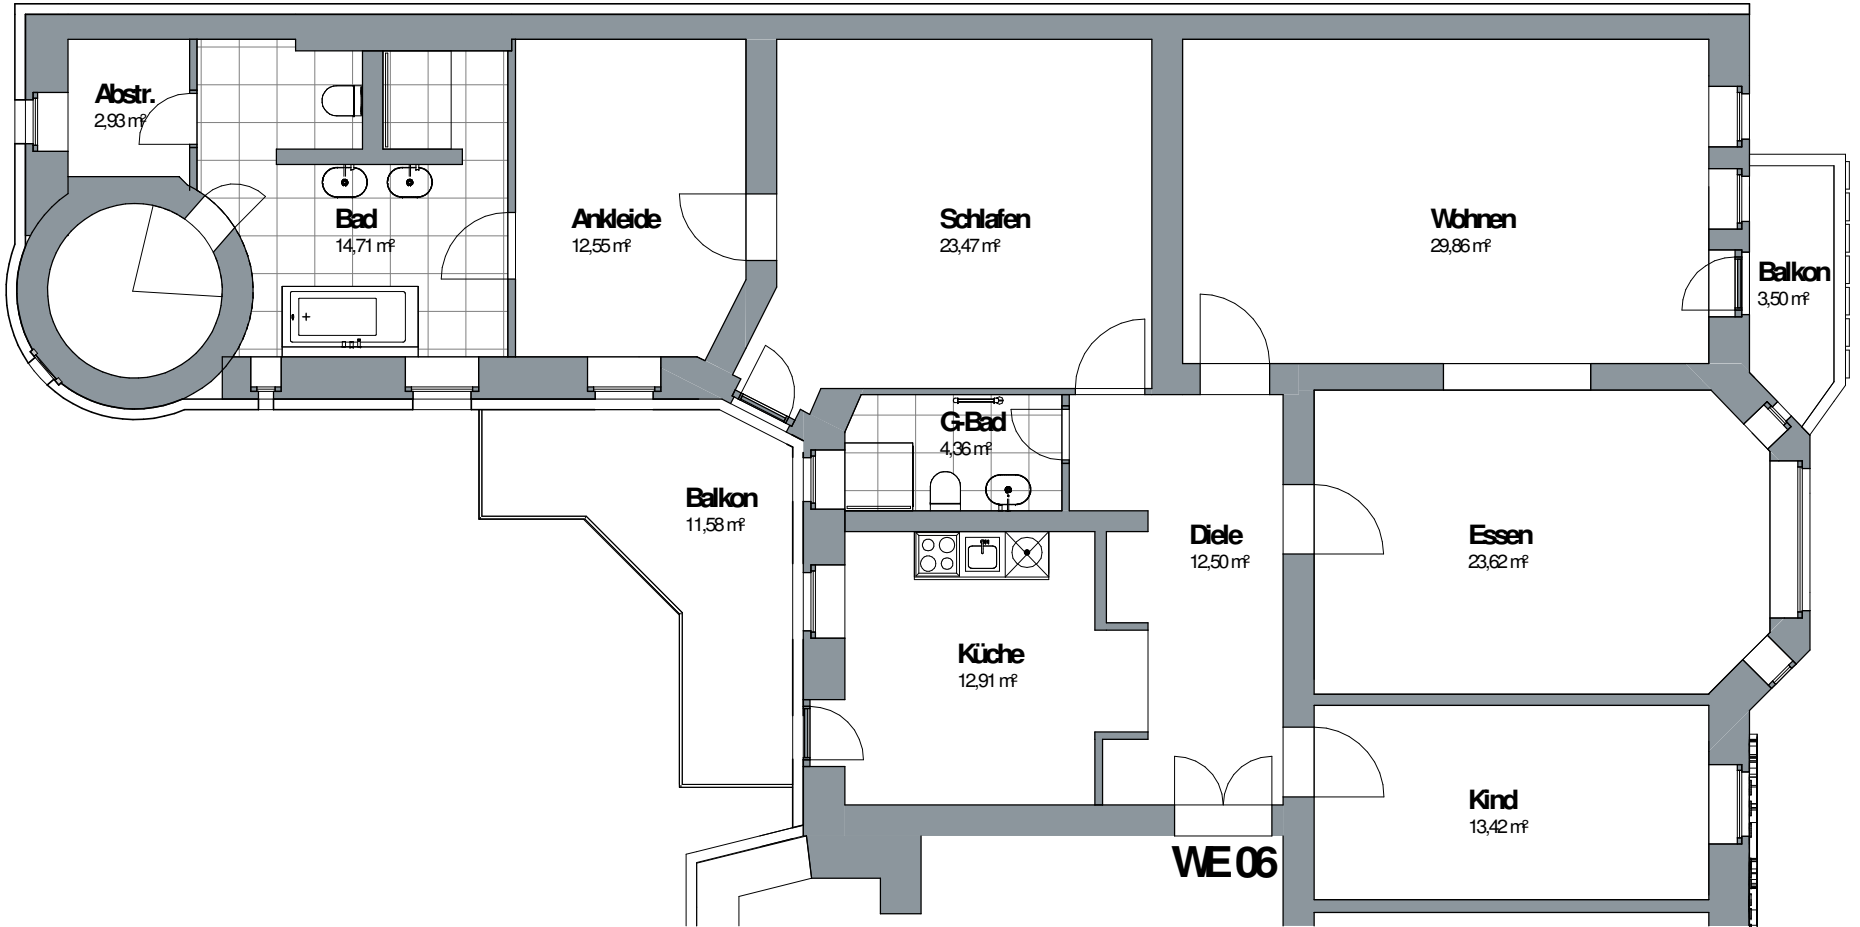 Abstr.
2,93 m²
Bad
14,71 m²
Ankleide
12,55 m²
Schlafen
23,47 m²
Wohnen
29,86 m²
Balkon
3,50 m²
G-Bad
4,36 m²
Balkon
11,58 m²
Diele
12,50 m²
Essen
23,62 m²
Küche
12,91 m²
Kind
13,42 m²
WE 06